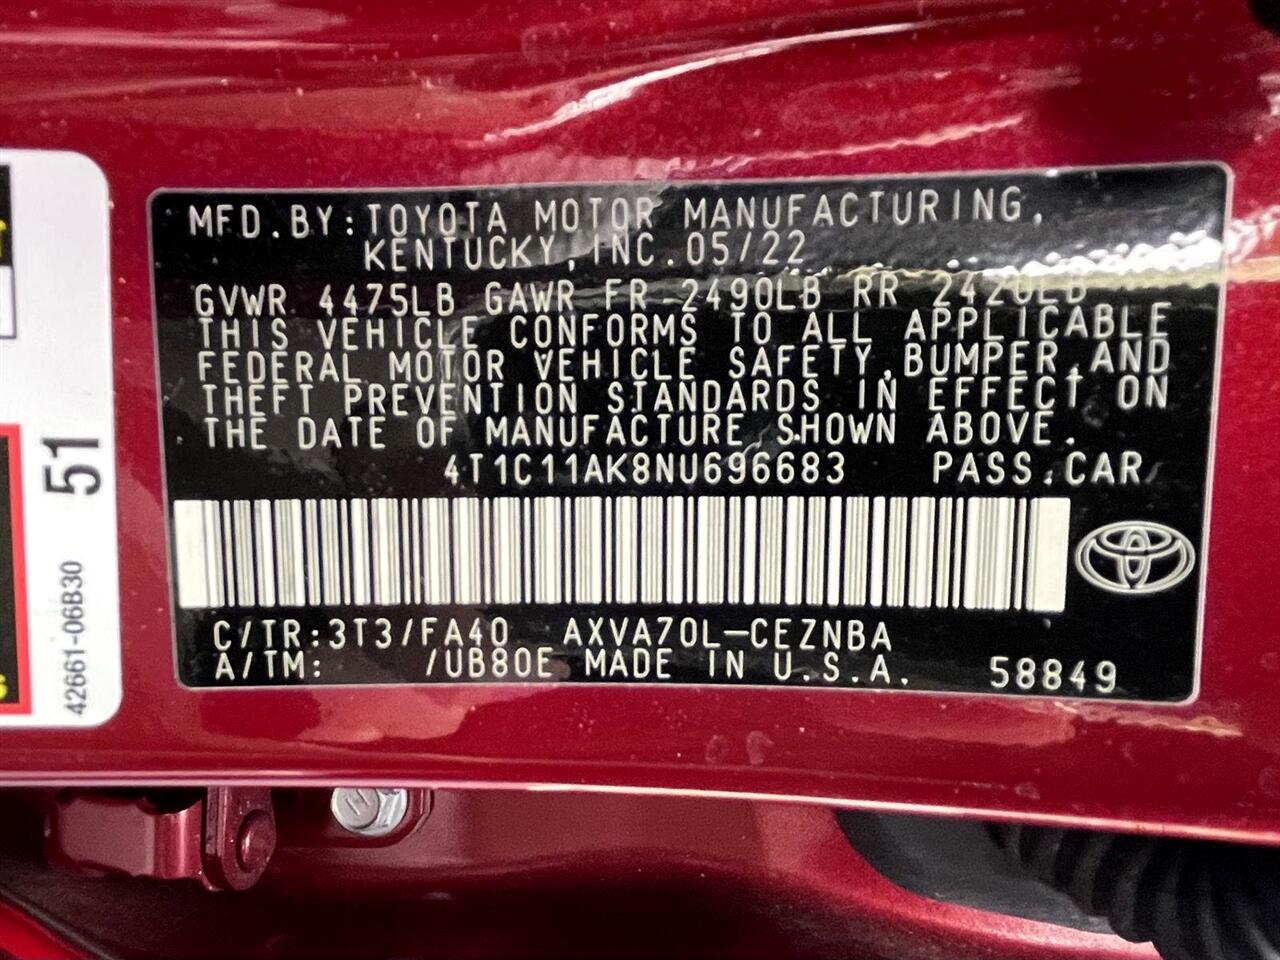 MFD.BY:TOYOTA MOTOR MANUFACTURING,
KENTUCKY,INC.05/22
GVWR 4475LB GAWR FR 2490LB RR 2420LB
THIS VEHICLE CONFORMS TO ALL APPLICABLE
FEDERAL MOTOR VEHICLE SAFETY,BUMPER,AND
THEFT PREVENTION STANDARDS IN EFFECT ON
THE DATE OF MANUFACTURE SHOWN ABOVE.
4T1C11AK8NU696683 PASS.CAR
C/TR:3T3/FA40 AXVA70L-CEZNBA
A/TM: /UB80E MADE IN U.S.A. 58849
51
42661-06B30